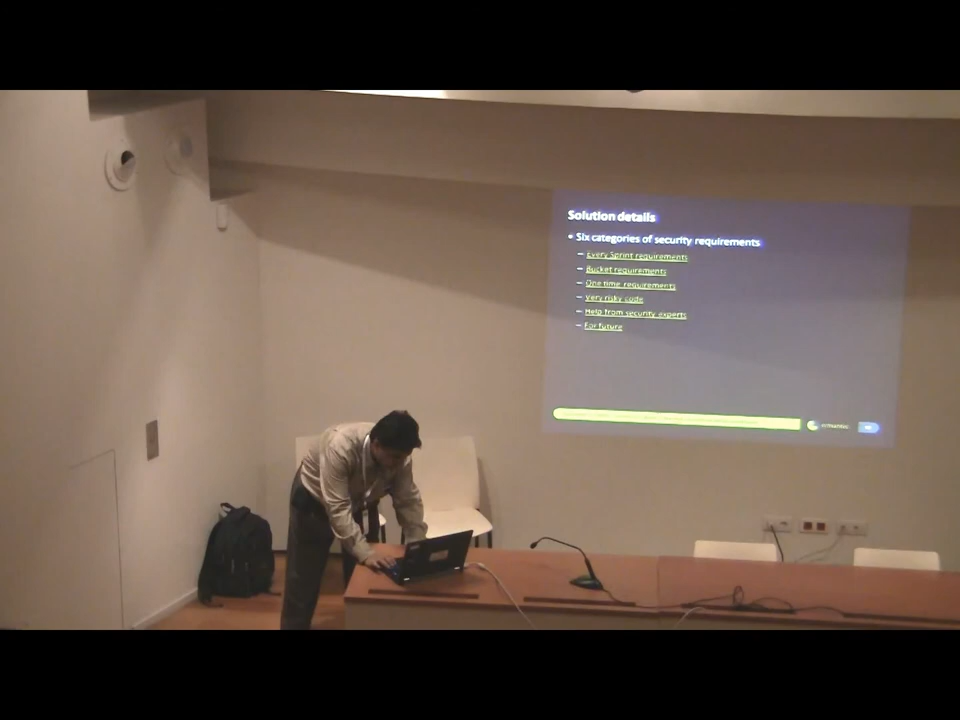 Solution details
• Six categories of security requirements
– Every Sprint requirements
– Bucket requirements
– One time requirements
– Very risky code
– Help from security experts
– For future